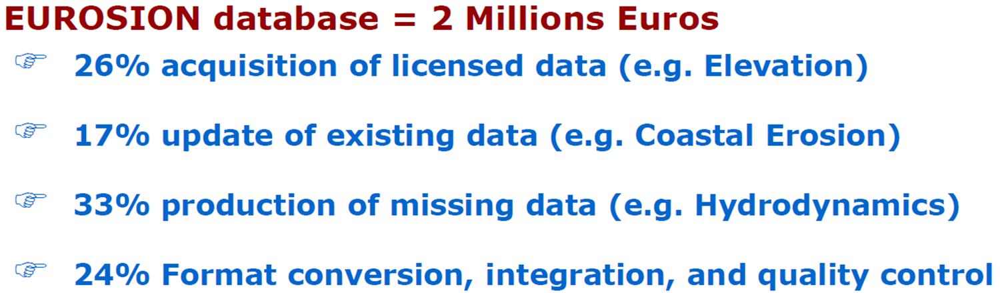 EUROSION database = 2 Millions Euros
☞ 26% acquisition of licensed data (e.g. Elevation)
☞ 17% update of existing data (e.g. Coastal Erosion)
☞ 33% production of missing data (e.g. Hydrodynamics)
☞ 24% Format conversion, integration, and quality control